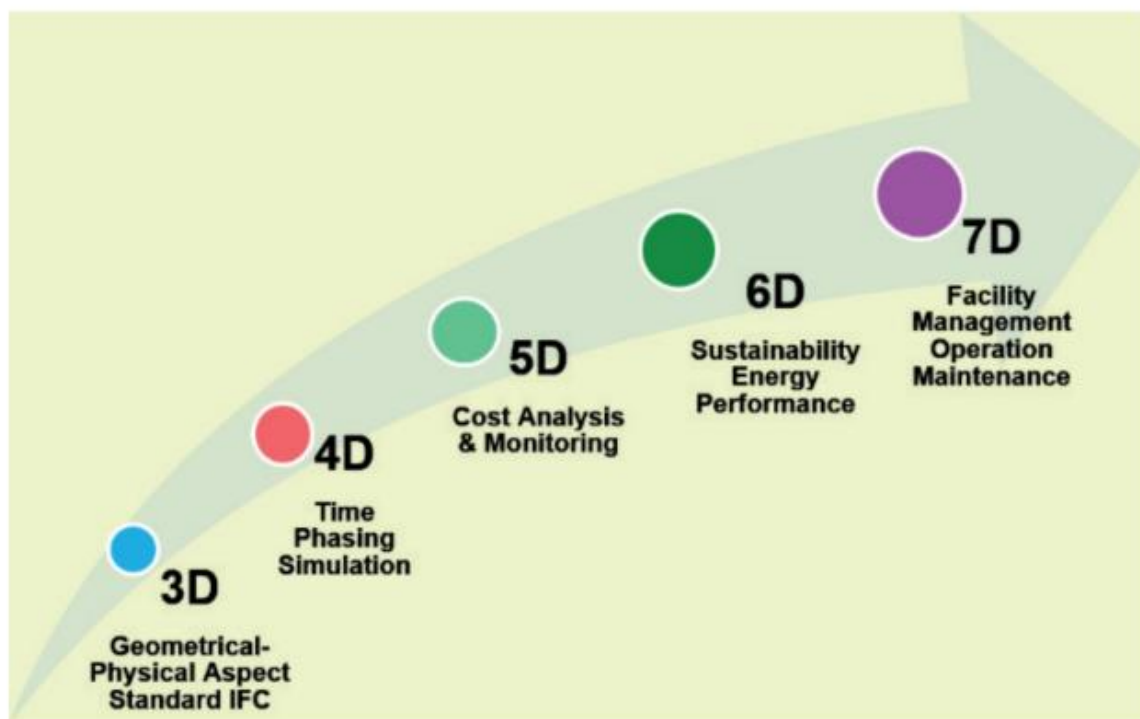 3D
Geometrical-
Physical Aspect
Standard IFC
4D
Time
Phasing
Simulation
5D
Cost Analysis
& Monitoring
6D
Sustainability
Energy
Performance
7D
Facility
Management
Operation
Maintenance